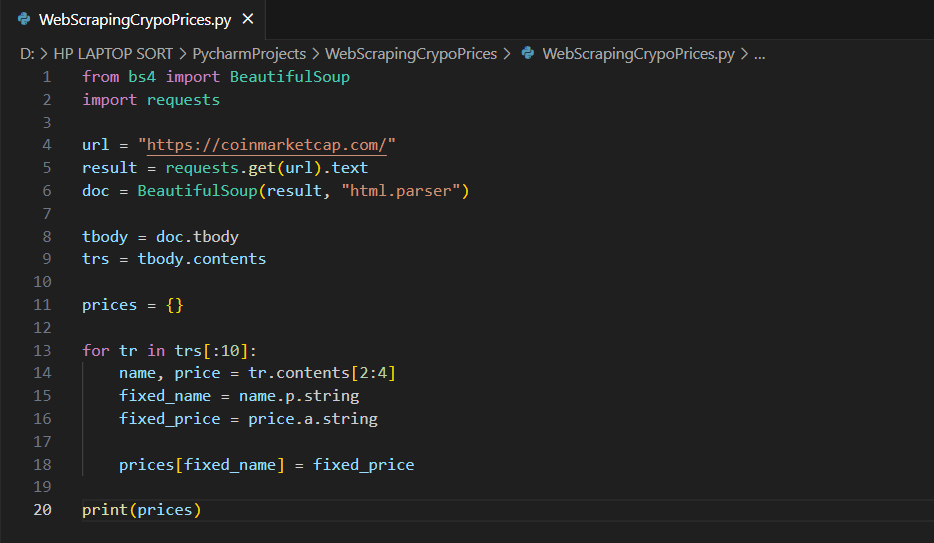 WebScrapingCrypoPrices.py ×
D: > HP LAPTOP SORT > PycharmProjects > WebScrapingCrypoPrices > WebScrapingCrypoPrices.py > ...
1 from bs4 import BeautifulSoup
2 import requests
3
4 url = "https://coinmarketcap.com/"
5 result = requests.get(url).text
6 doc = BeautifulSoup(result, "html.parser")
7
8 tbody = doc.tbody
9 trs = tbody.contents
10
11 prices = {}
12
13 for tr in trs[:10]:
14     name, price = tr.contents[2:4]
15     fixed_name = name.p.string
16     fixed_price = price.a.string
17
18     prices[fixed_name] = fixed_price
19
20 print(prices)